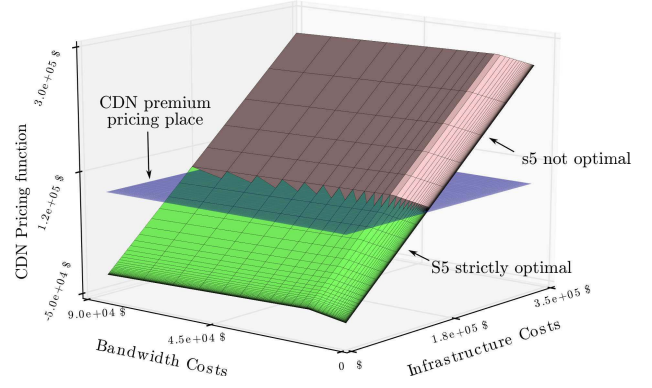 3.0e+05 $
CDN premium
pricing place
s5 not optimal
1.2e+05 $
CDN Pricing function
S5 strictly optimal
-5.0e+04 $
9.0e+04 $
4.5e+04 $
0 $
1.8e+05 $
3.5e+05 $
Bandwidth Costs
Infrastructure Costs